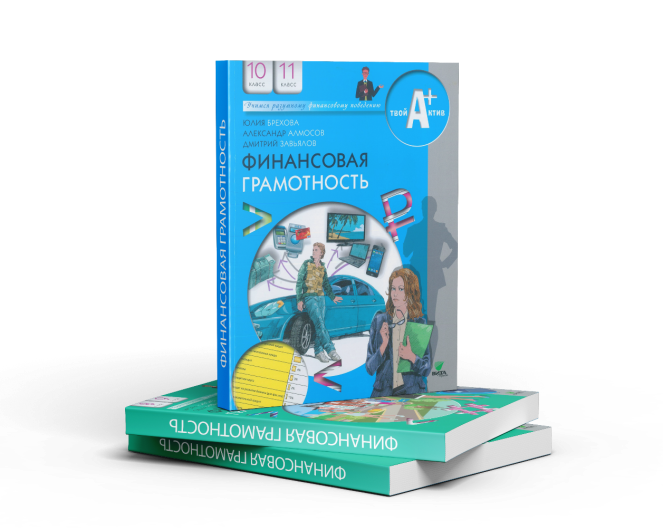 10 11
КЛАСС КЛАСС
Учимся разумному финансовому поведению
ТВОЙ А+КТИВ
ЮЛИЯ БРЕХОВА
АЛЕКСАНДР АЛМОСОВ
ДМИТРИЙ ЗАВЬЯЛОВ
ФИНАНСОВАЯ
ГРАМОТНОСТЬ
ФИНАНСОВАЯ ГРАМОТНОСТЬ
ВИТА
ФИНАНСОВАЯ ГРАМОТНОСТЬ
ФИНАНСОВАЯ ГРАМОТНОСТЬ